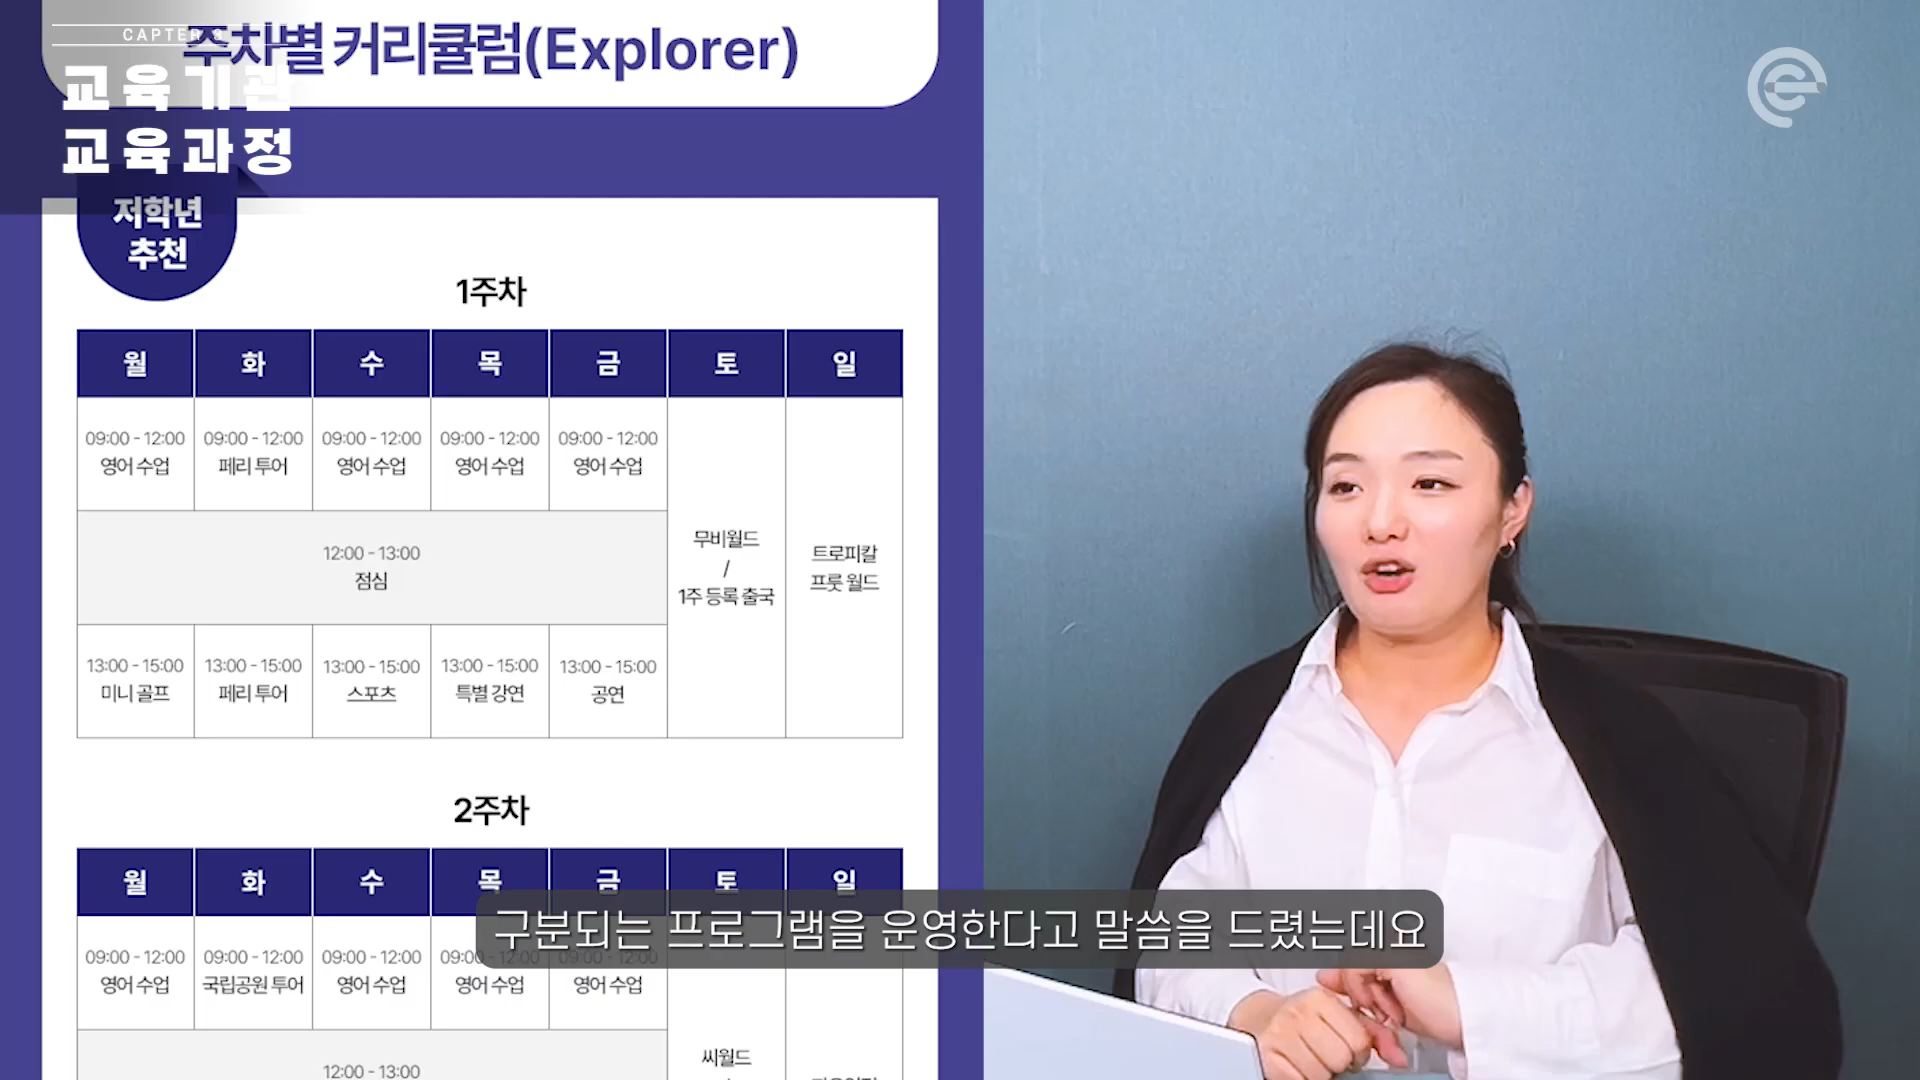 CAPTER 3
주차별 커리큘럼(Explorer)
교육기관
교육과정
저학년
추천
1주차
월 화 수 목 금 토 일
09:00 - 12:00 09:00 - 12:00 09:00 - 12:00 09:00 - 12:00 09:00 - 12:00
영어 수업 페리 투어 영어 수업 영어 수업 영어 수업
12:00 - 13:00
점심
무비월드
/
1주 등록 출국
트로피칼
프룻 월드
13:00 - 15:00 13:00 - 15:00 13:00 - 15:00 13:00 - 15:00 13:00 - 15:00
미니 골프 페리 투어 스포츠 특별 강연 공연
2주차
월 화 수 목 금 토 일
09:00 - 12:00 09:00 - 12:00 09:00 - 12:00 09:00 - 12:00 09:00 - 12:00
영어 수업 국립공원 투어 영어 수업 영어 수업 영어 수업
12:00 - 13:00
씨월드
구분되는 프로그램을 운영한다고 말씀을 드렸는데요